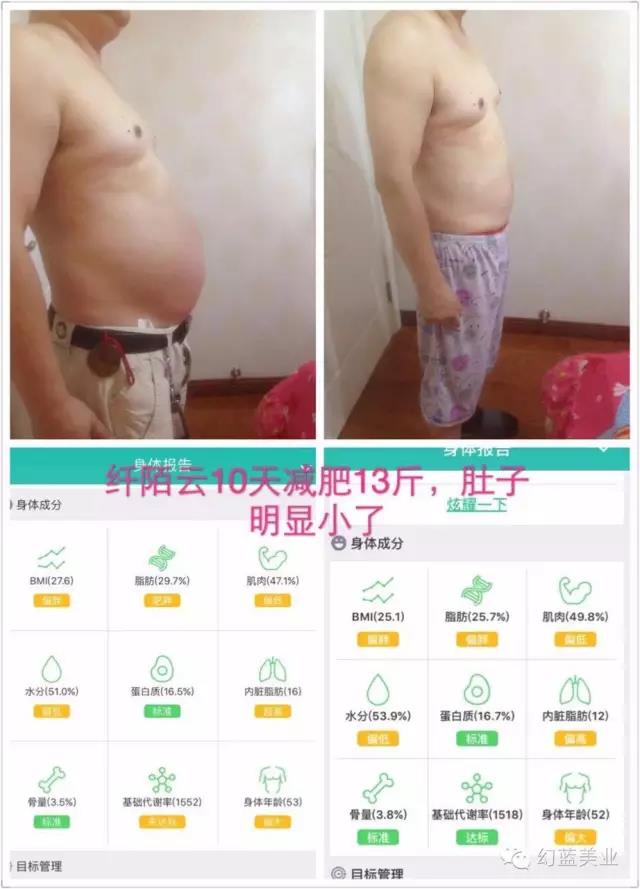 身体报告
身体报告
纤陌云10天减肥13斤，肚子
明显小了
炫耀一下
身体成分
BMI(27.6) 脂肪(29.7%) 肌肉(47.1%)
偏胖 肥胖 偏低
水分(51.0%) 蛋白质(16.5%) 内脏脂肪(16)
偏低 标准 超高
骨量(3.5%) 基础代谢率(1552) 身体年龄(53)
标准 未达标 偏大
目标管理
身体成分
BMI(25.1) 脂肪(25.7%) 肌肉(49.8%)
偏胖 偏胖 偏低
水分(53.9%) 蛋白质(16.7%) 内脏脂肪(12)
偏低 标准 偏高
骨量(3.8%) 基础代谢率(1518) 身体年龄(52)
标准 达标 偏大
目标管理
幻蓝美业